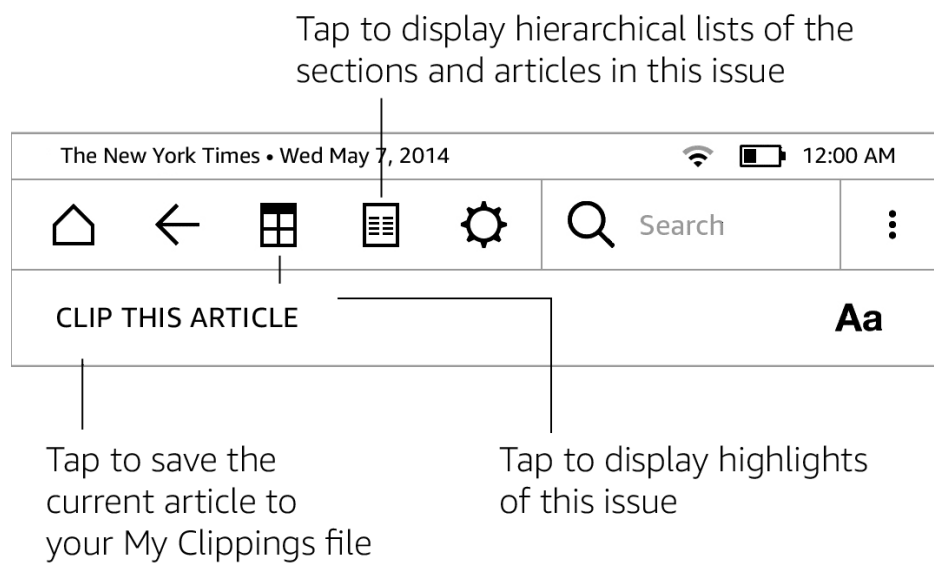 Tap to display hierarchical lists of the
sections and articles in this issue
The New York Times • Wed May 7, 2014
12:00 AM
Search
CLIP THIS ARTICLE
Aa
Tap to save the
current article to
your My Clippings file
Tap to display highlights
of this issue